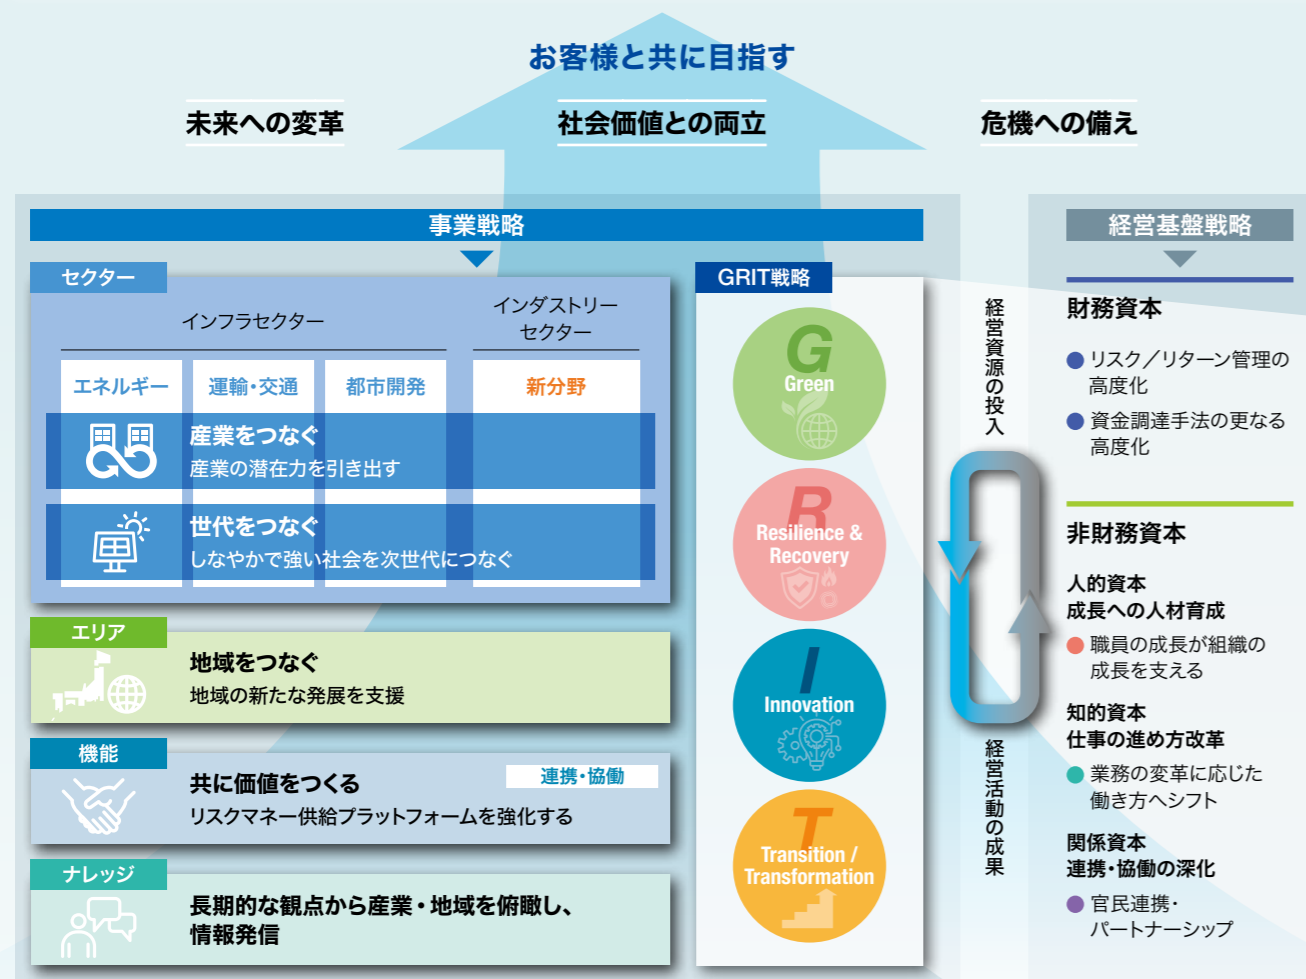 お客様と共に目指す
未来への変革
社会価値との両立
危機への備え
事業戦略
セクター
インフラセクター
インダストリー
セクター
エネルギー
運輸・交通
都市開発
新分野
産業をつなぐ
産業の潜在力を引き出す
世代をつなぐ
しなやかで強い社会を次世代につなぐ
エリア
地域をつなぐ
地域の新たな発展を支援
機能
共に価値をつくる
連携・協働
リスクマネー供給プラットフォームを強化する
ナレッジ
長期的な観点から産業・地域を俯瞰し、
情報発信
GRIT戦略
G
Green
R
Resilience &
Recovery
I
Innovation
T
Transition /
Transformation
経営資源の投入
経営活動の成果
経営基盤戦略
財務資本
リスク／リターン管理の
高度化
資金調達手法の更なる
高度化
非財務資本
人的資本
成長への人材育成
職員の成長が組織の
成長を支える
知的資本
仕事の進め方改革
業務の変革に応じた
働き方へシフト
関係資本
連携・協働の深化
官民連携・
パートナーシップ